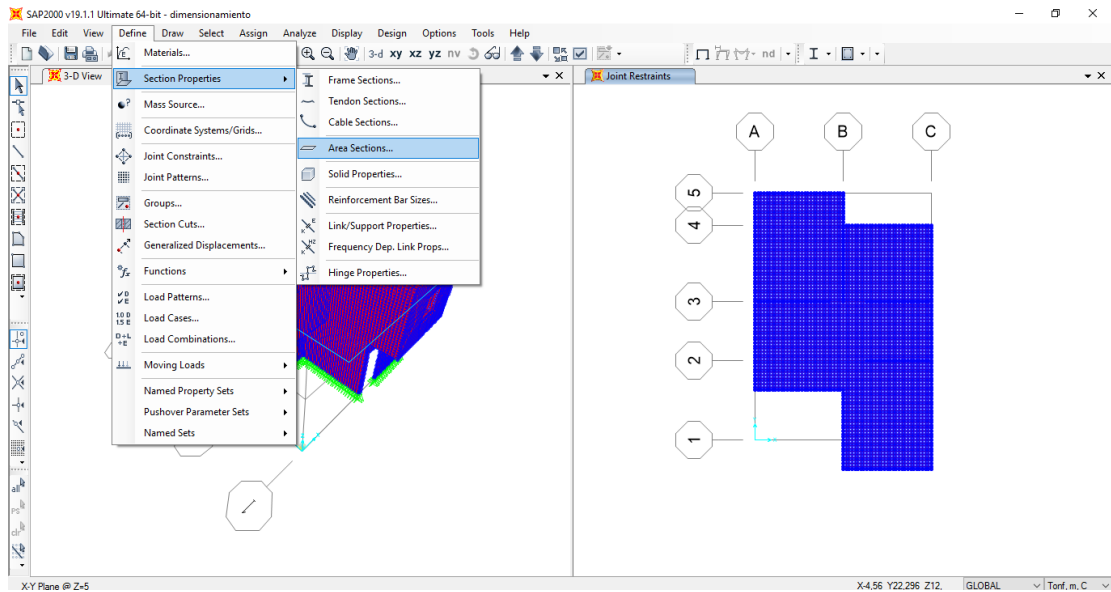 SAP2000 v19.1.1 Ultimate 64-bit - dimensionamiento
File Edit View Define Draw Select Assign Analyze Display Design Options Tools Help
3-d xy xz yz nv
nd
3-D View
Joint Restraints
Materials...
Section Properties
Mass Source...
Coordinate Systems/Grids...
Joint Constraints...
Joint Patterns...
Groups...
Section Cuts...
Generalized Displacements...
Functions
Load Patterns...
Load Cases...
Load Combinations...
Moving Loads
Named Property Sets
Pushover Parameter Sets
Named Sets
Frame Sections...
Tendon Sections...
Cable Sections...
Area Sections...
Solid Properties...
Reinforcement Bar Sizes...
Link/Support Properties...
Frequency Dep. Link Props...
Hinge Properties...
all
PS
clr
A B C
5
4
3
2
1
1
X-Y Plane @ Z=5
X-4,56 Y22,296 Z12,
GLOBAL
Tonf, m, C